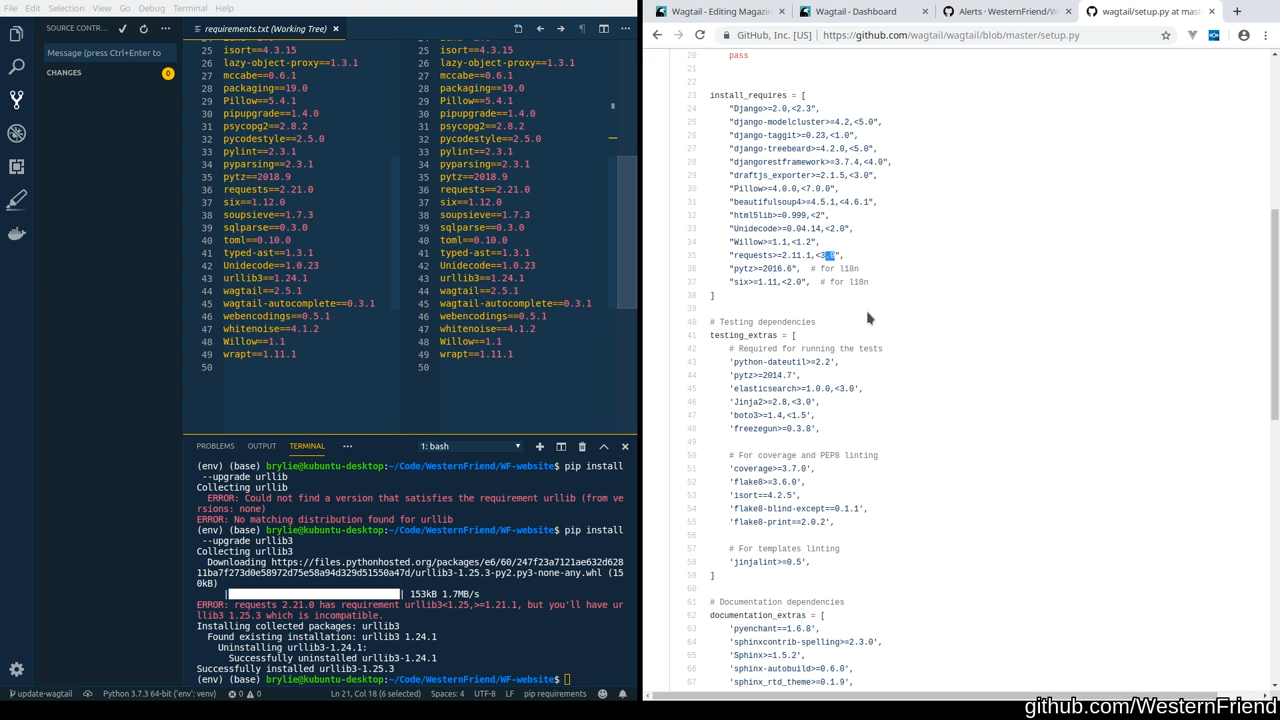 File Edit Selection View Go Debug Terminal Help
SOURCE CONTR...
Message (press Ctrl+Enter to
CHANGES
0
requirements.txt (Working Tree)
25 isort==4.3.15
26 lazy-object-proxy==1.3.1
27 mccabe==0.6.1
28 packaging==19.0
29 Pillow==5.4.1
30 pipupgrade==1.4.0
31 psycopg2==2.8.2
32 pycodestyle==2.5.0
33 pylint==2.3.1
34 pyparsing==2.3.1
35 pytz==2018.9
36 requests==2.21.0
37 six==1.12.0
38 soupsieve==1.7.3
39 sqlparse==0.3.0
40 toml==0.10.0
41 typed-ast==1.3.1
42 Unidecode==1.0.23
43 urllib3==1.24.1
44 wagtail==2.5.1
45 wagtail-autocomplete==0.3.1
46 webencodings==0.5.1
47 whitenoise==4.1.2
48 Willow==1.1
49 wrapt==1.11.1
50
25 isort==4.3.15
26 lazy-object-proxy==1.3.1
27 mccabe==0.6.1
28 packaging==19.0
29 Pillow==5.4.1
30 pipupgrade==1.4.0
31 psycopg2==2.8.2
32 pycodestyle==2.5.0
33 pylint==2.3.1
34 pyparsing==2.3.1
35 pytz==2018.9
36 requests==2.21.0
37 six==1.12.0
38 soupsieve==1.7.3
39 sqlparse==0.3.0
40 toml==0.10.0
41 typed-ast==1.3.1
42 Unidecode==1.0.23
43 urllib3==1.24.1
44 wagtail==2.5.1
45 wagtail-autocomplete==0.3.1
46 webencodings==0.5.1
47 whitenoise==4.1.2
48 Willow==1.1
49 wrapt==1.11.1
50
PROBLEMS OUTPUT TERMINAL ... 1: bash
(env) (base) brylie@kubuntu-desktop:~/Code/WesternFriend/WF-website$ pip install
--upgrade urllib
Collecting urllib
ERROR: Could not find a version that satisfies the requirement urllib (from ve
rsions: none)
ERROR: No matching distribution found for urllib
(env) (base) brylie@kubuntu-desktop:~/Code/WesternFriend/WF-website$ pip install
--upgrade urllib3
Collecting urllib3
Downloading https://files.pythonhosted.org/packages/e6/60/247f23a7121ae632d628
11ba7f273d0e58972d75e58a94d329d51550a47d/urllib3-1.25.3-py2.py3-none-any.whl (15
0kB)
| | 153kB 1.7MB/s
ERROR: requests 2.21.0 has requirement urllib3<1.25,>=1.21.1, but you'll have ur
llib3 1.25.3 which is incompatible.
Installing collected packages: urllib3
Found existing installation: urllib3 1.24.1
Uninstalling urllib3-1.24.1:
Successfully uninstalled urllib3-1.24.1
Successfully installed urllib3-1.25.3
(env) (base) brylie@kubuntu-desktop:~/Code/WesternFriend/WF-website$
update-wagtail Python 3.7.3 64-bit ('env': venv) 0 0 Ln 21, Col 18 (6 selected) Spaces: 4 UTF-8 LF pip requirements
Wagtail - Editing Magazin Wagtail - Dashboard Alerts · WesternFriend/W wagtail/setup.py at mast
GitHub, Inc. [US] | https://github.com/wagtail/wagtail/blob/master/setup.py
20 pass
21
22
23 install_requires = [
24 "Django>=2.0,<2.3",
25 "django-modelcluster>=4.2,<5.0",
26 "django-taggit>=0.23,<1.0",
27 "django-treebeard>=4.2.0,<5.0",
28 "djangorestframework>=3.7.4,<4.0",
29 "draftjs_exporter>=2.1.5,<3.0",
30 "Pillow>=4.0.0,<7.0.0",
31 "beautifulsoup4>=4.5.1,<4.6.1",
32 "html5lib>=0.999,<2",
33 "Unidecode>=0.04.14,<2.0",
34 "Willow>=1.1,<1.2",
35 "requests>=2.11.1,<3.0",
36 "pytz>=2016.6", # for l18n
37 "six>=1.11,<2.0", # for l18n
38 ]
39
40 # Testing dependencies
41 testing_extras = [
42 # Required for running the tests
43 'python-dateutil>=2.2',
44 'pytz>=2014.7',
45 'elasticsearch>=1.0.0,<3.0',
46 'Jinja2>=2.8,<3.0',
47 'boto3>=1.4,<1.5',
48 'freezegun>=0.3.8',
49
50 # For coverage and PEP8 linting
51 'coverage>=3.7.0',
52 'flake8>=3.6.0',
53 'isort==4.2.5',
54 'flake8-blind-except==0.1.1',
55 'flake8-print==2.0.2',
56
57 # For templates linting
58 'jinjalint>=0.5',
59 ]
60
61 # Documentation dependencies
62 documentation_extras = [
63 'pyenchant==1.6.8',
64 'sphinxcontrib-spelling>=2.3.0',
65 'Sphinx>=1.5.2',
66 'sphinx-autobuild>=0.6.0',
67 'sphinx_rtd_theme>=0.1.9',
github.com/WesternFriend